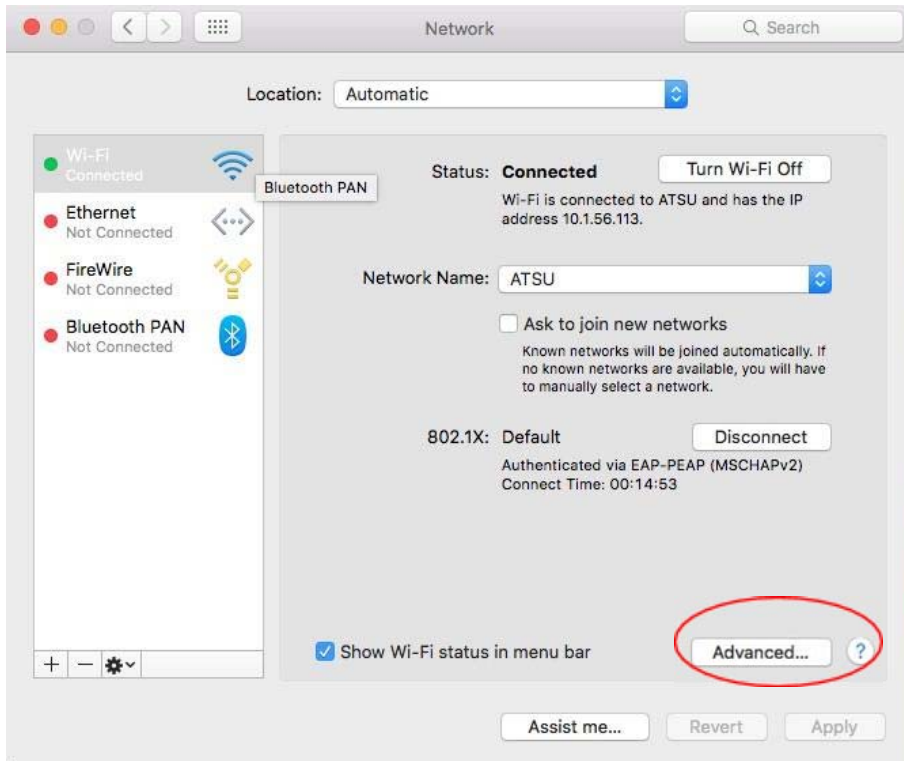 Network
Search
Location: Automatic
Wi-Fi
Connected
Bluetooth PAN
Ethernet
Not Connected
FireWire
Not Connected
Bluetooth PAN
Not Connected
Status: Connected Turn Wi-Fi Off
Wi-Fi is connected to ATSU and has the IP
address 10.1.56.113.
Network Name: ATSU
Ask to join new networks
Known networks will be joined automatically. If
no known networks are available, you will have
to manually select a network.
802.1X: Default Disconnect
Authenticated via EAP-PEAP (MSCHAPv2)
Connect Time: 00:14:53
Show Wi-Fi status in menu bar Advanced... ?
Assist me... Revert Apply